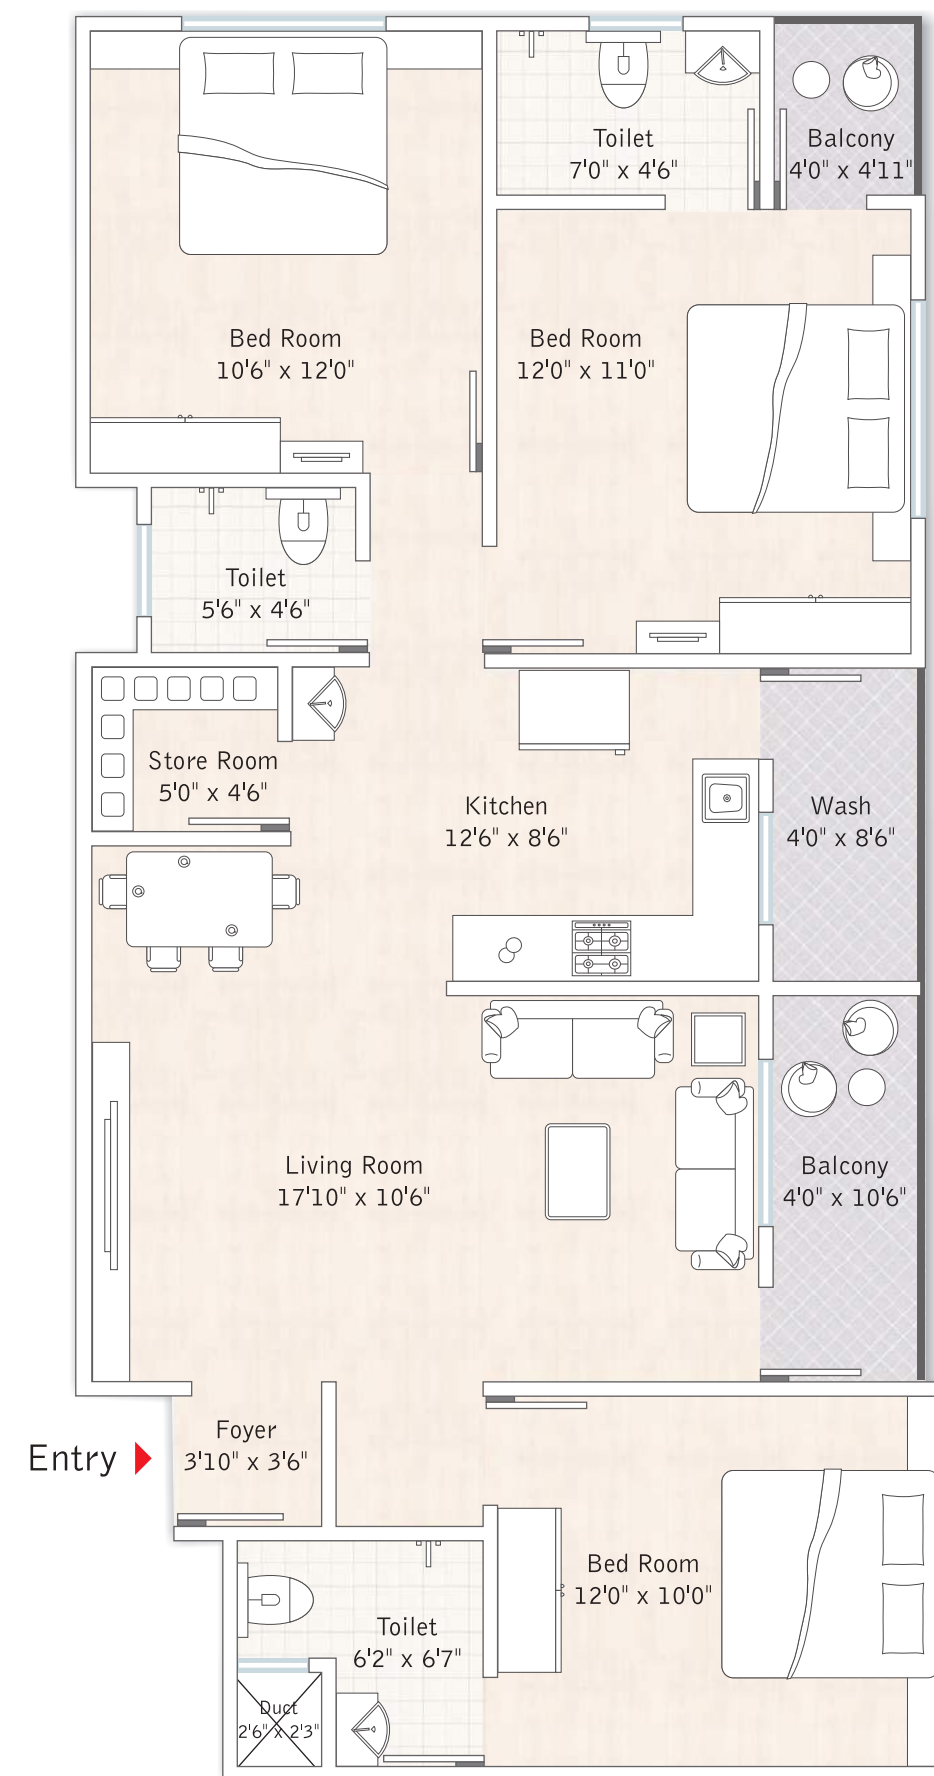 Toilet
7'0" x 4'6"
Balcony
4'0" x 4'11"
Bed Room
10'6" x 12'0"
Bed Room
12'0" x 11'0"
Toilet
5'6" x 4'6"
Store Room
5'0" x 4'6"
Kitchen
12'6" x 8'6"
Wash
4'0" x 8'6"
Living Room
17'10" x 10'6"
Balcony
4'0" x 10'6"
Entry
Foyer
3'10" x 3'6"
Bed Room
12'0" x 10'0"
Toilet
6'2" x 6'7"
Duct
2'6" x 2'3"